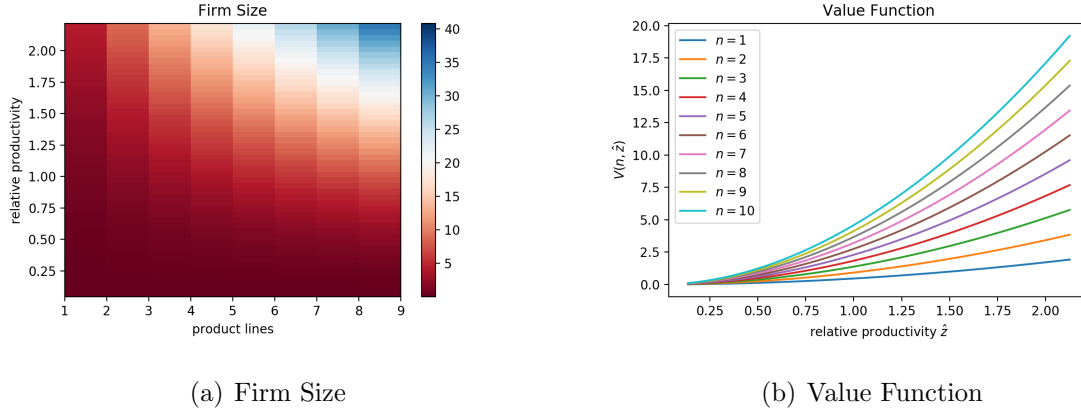 Firm Size
relative productivity
2.00
1.75
1.50
1.25
1.00
0.75
0.50
0.25
1 2 3 4 5 6 7 8 9
product lines
40
35
30
25
20
15
10
5
(a) Firm Size
Value Function
V(n, ẑ)
20.0
17.5
15.0
12.5
10.0
7.5
5.0
2.5
0.0
n = 1
n = 2
n = 3
n = 4
n = 5
n = 6
n = 7
n = 8
n = 9
n = 10
0.25 0.50 0.75 1.00 1.25 1.50 1.75 2.00
relative productivity ẑ
(b) Value Function